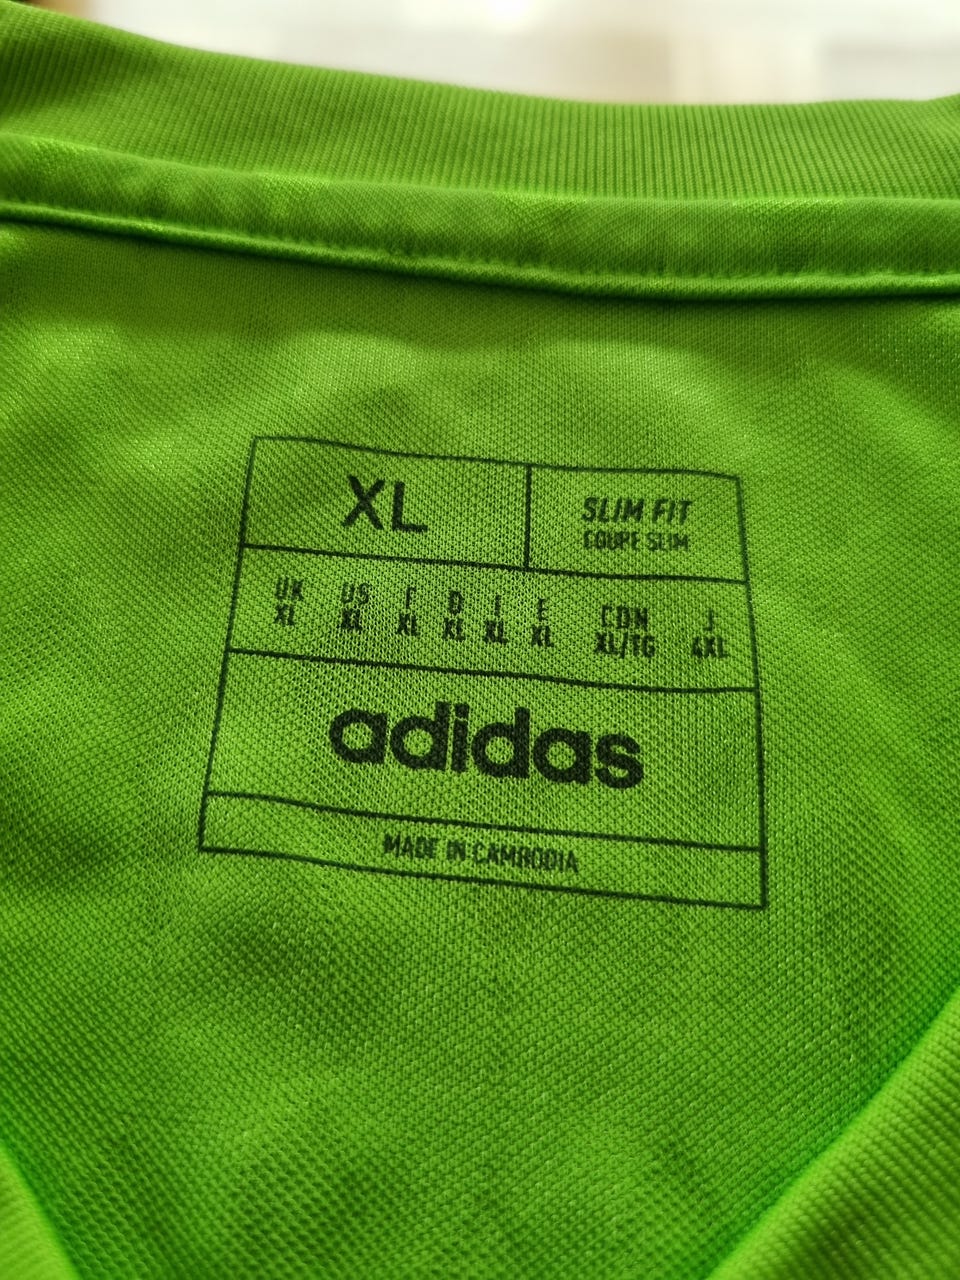 XL
SLIM FIT
COUPE SLIM
UK US F D I E CDN J
XL XL XL XL XL XL XL/TG 4XL
adidas
MADE IN CAMBODIA